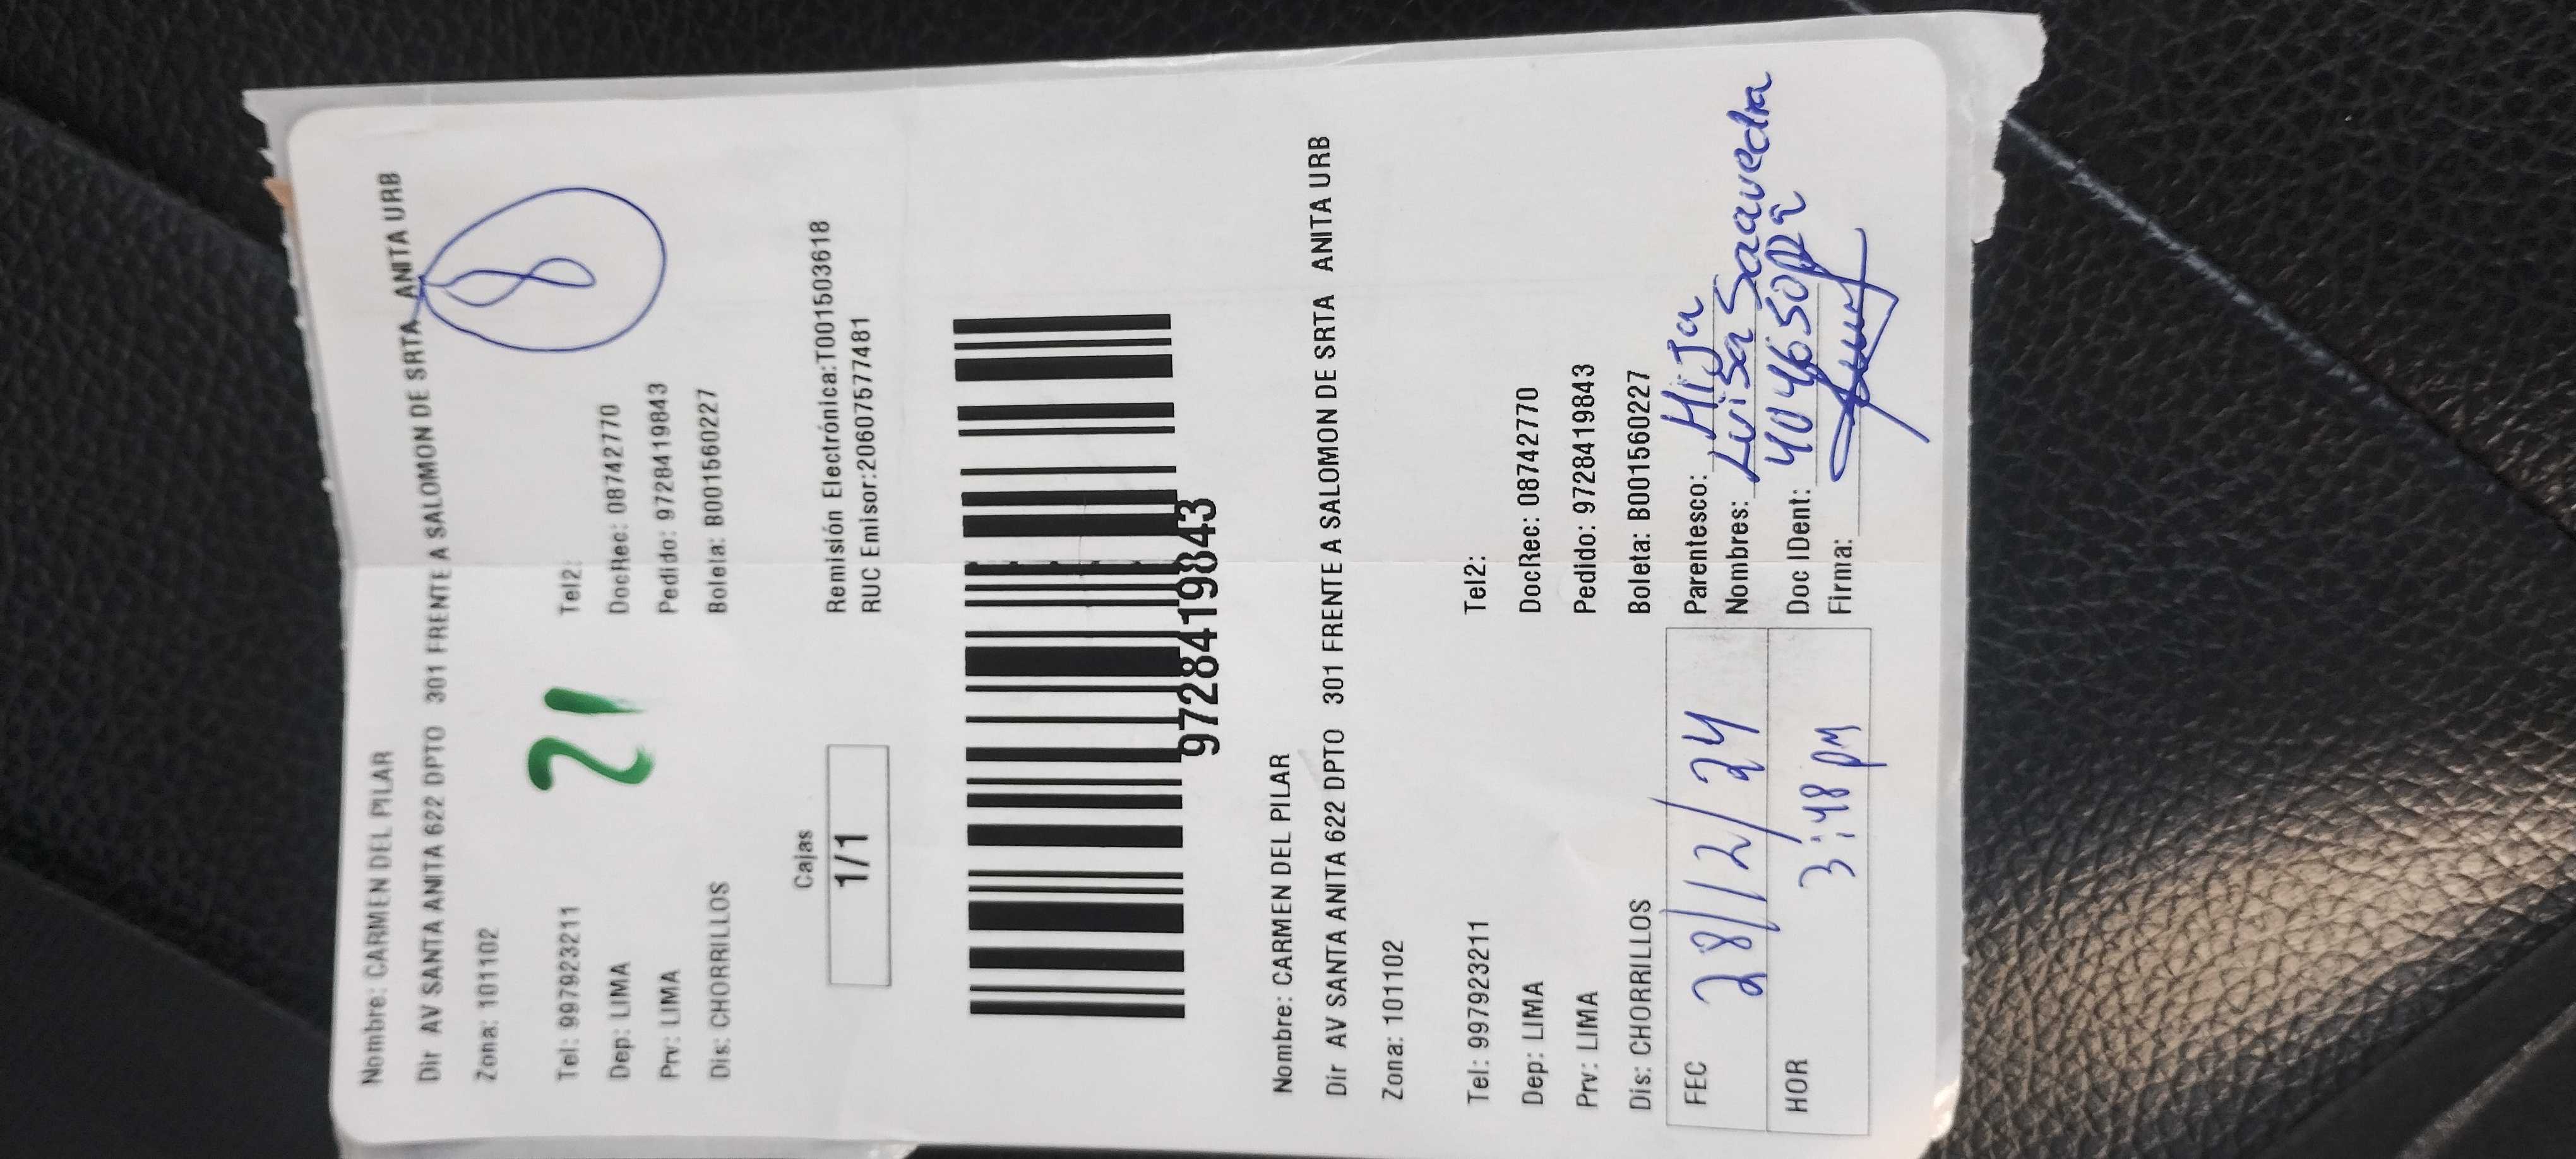 Nombre: CARMEN DEL PILAR
Dir AV SANTA ANITA 622 DPTO 301 FRENTE A SALOMON DE SRTA ANITA URB
Zona: 101102
8
21
Tel: 997923211 Tel2:
Dep: LIMA DocRec: 08742770
Prv: LIMA Pedido: 9728419843
Dis: CHORRILLOS Boleta: B001560227
Cajas
1/1
Remisión Electrónica:T001503618
RUC Emisor:20607577481
9728419843
Nombre: CARMEN DEL PILAR
Dir AV SANTA ANITA 622 DPTO 301 FRENTE A SALOMON DE SRTA ANITA URB
Zona: 101102
Tel: 997923211 Tel2:
Dep: LIMA DocRec: 08742770
Prv: LIMA Pedido: 9728419843
Dis: CHORRILLOS Boleta: B001560227
FEC 28/12/24 Parentesco: Hija
Nombres: Luisa Saavedra
HOR 3:48 pm Doc IDent:
Firma: